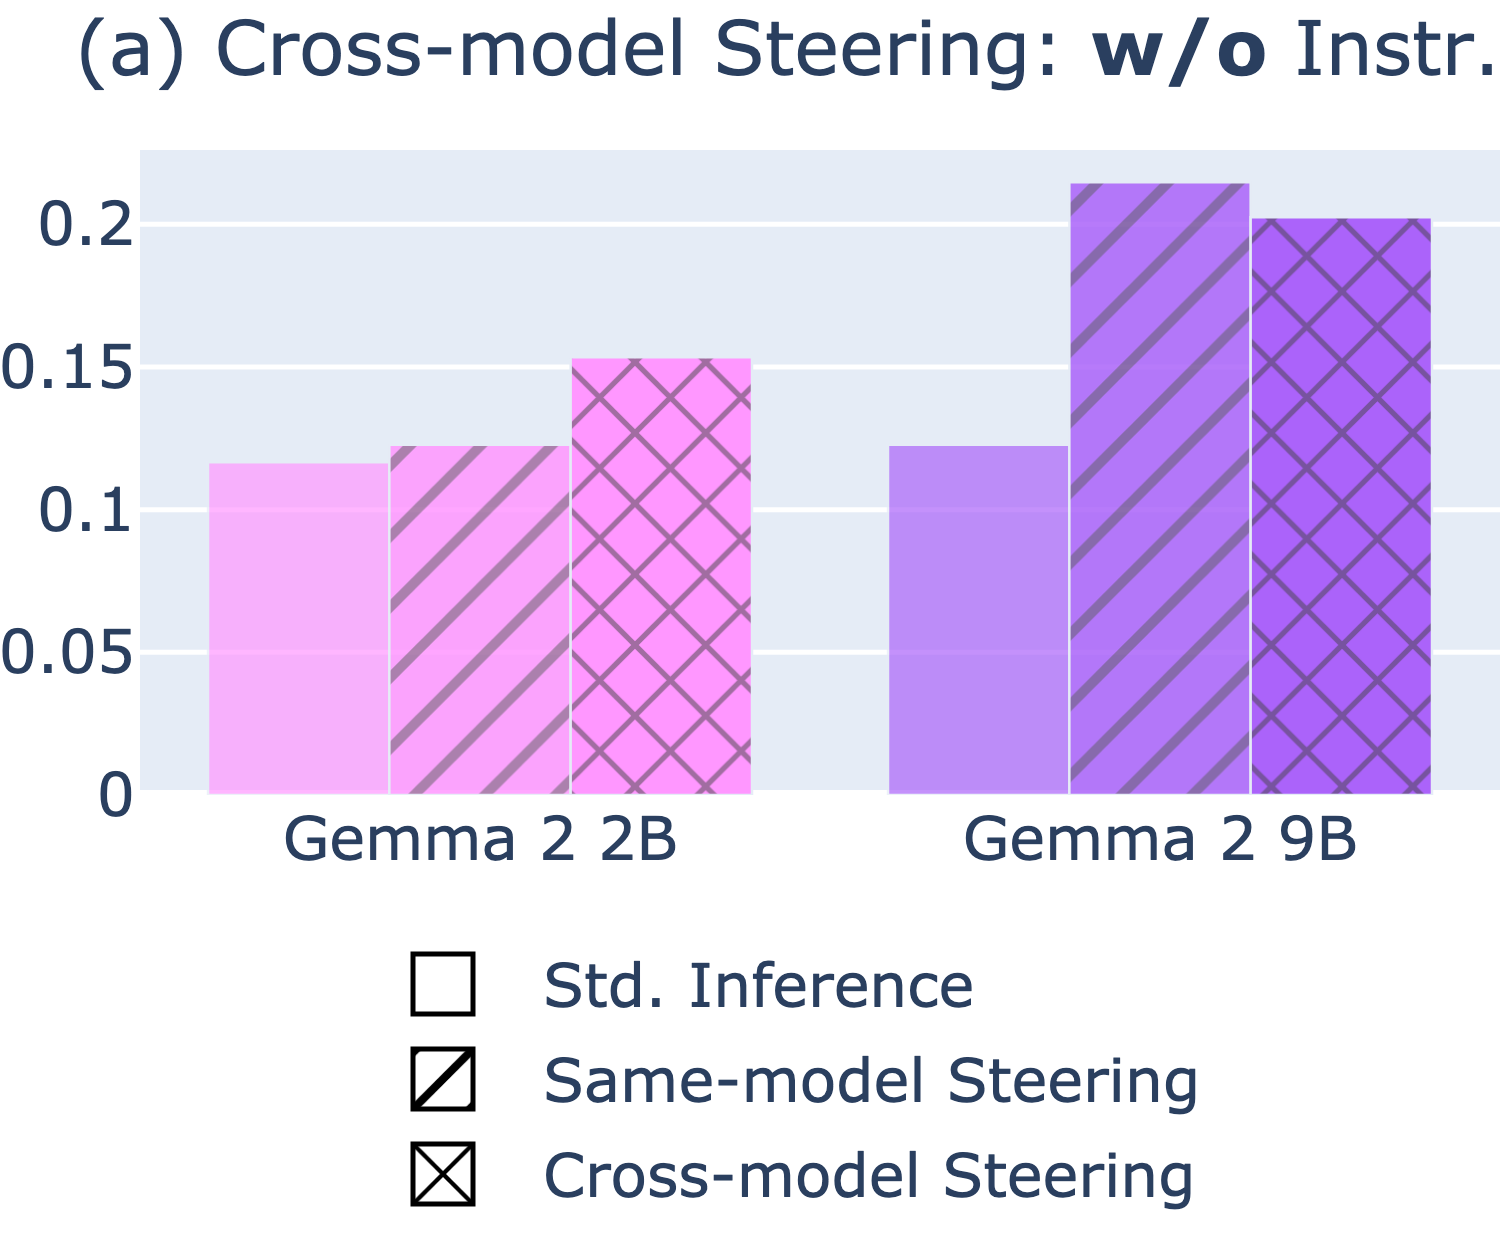 (a) Cross-model Steering: w/o Instr.
0.2
0.15
0.1
0.05
0
Gemma 2 2B
Gemma 2 9B
Std. Inference
Same-model Steering
Cross-model Steering